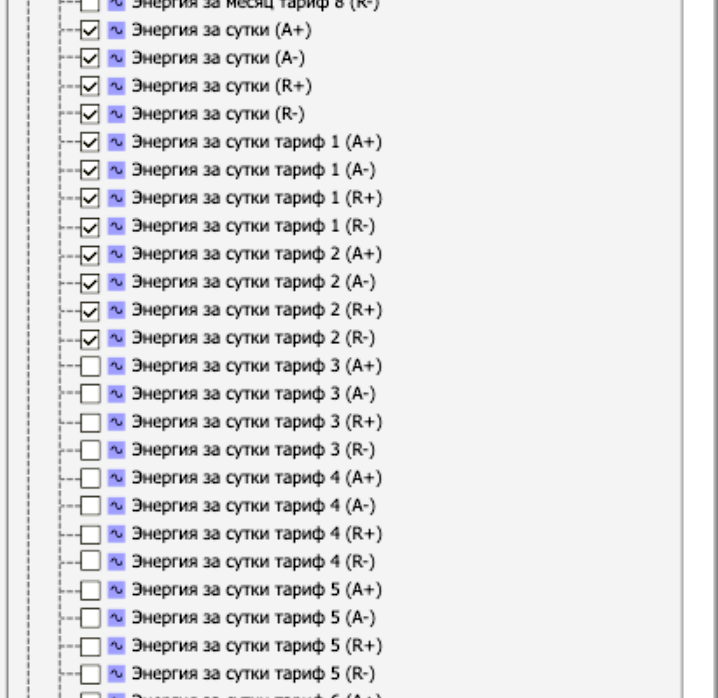 Энергия за месяц тариф 8 (R-)
Энергия за сутки (A+)
Энергия за сутки (A-)
Энергия за сутки (R+)
Энергия за сутки (R-)
Энергия за сутки тариф 1 (A+)
Энергия за сутки тариф 1 (A-)
Энергия за сутки тариф 1 (R+)
Энергия за сутки тариф 1 (R-)
Энергия за сутки тариф 2 (A+)
Энергия за сутки тариф 2 (A-)
Энергия за сутки тариф 2 (R+)
Энергия за сутки тариф 2 (R-)
Энергия за сутки тариф 3 (A+)
Энергия за сутки тариф 3 (A-)
Энергия за сутки тариф 3 (R+)
Энергия за сутки тариф 3 (R-)
Энергия за сутки тариф 4 (A+)
Энергия за сутки тариф 4 (A-)
Энергия за сутки тариф 4 (R+)
Энергия за сутки тариф 4 (R-)
Энергия за сутки тариф 5 (A+)
Энергия за сутки тариф 5 (A-)
Энергия за сутки тариф 5 (R+)
Энергия за сутки тариф 5 (R-)